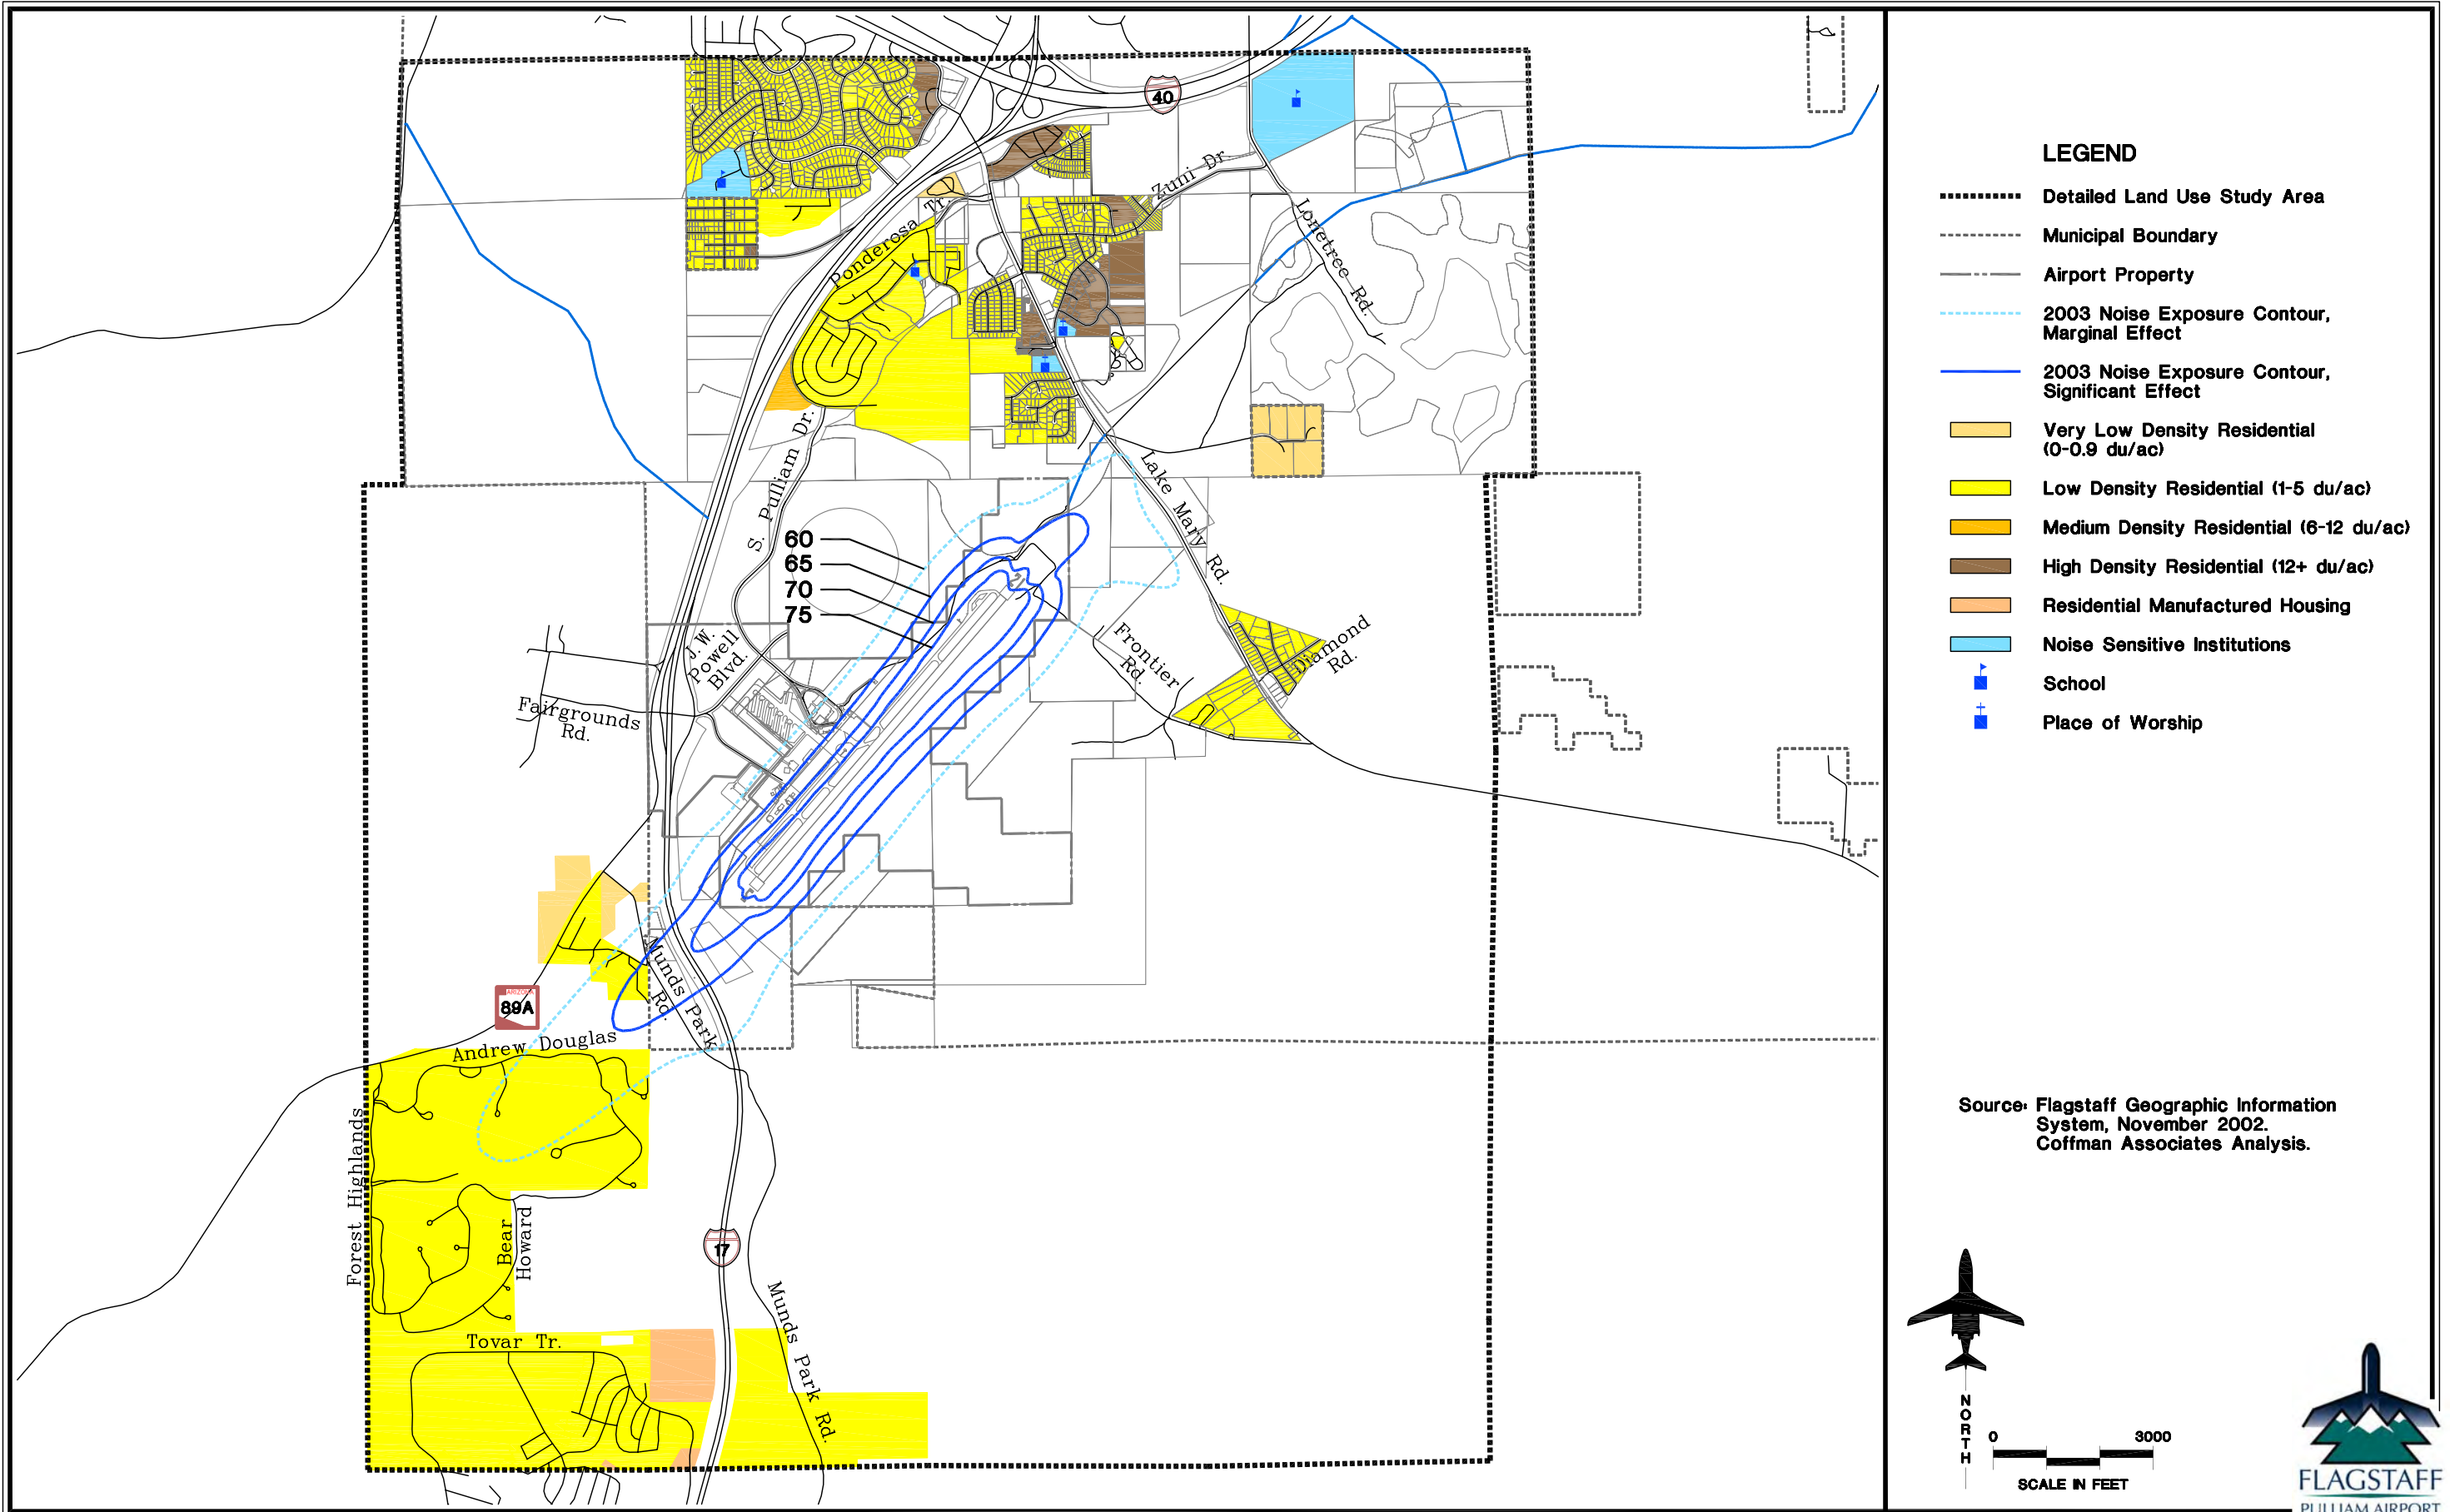 40
Zuni Dr.
Ponderosa Tr.
Lonetree Rd.
S. Pulliam Dr.
Lake Mary Rd.
60
65
70
75
J. W.
Powell
Blvd.
Frontier
Rd.
Diamond
Rd.
Fairgrounds
Rd.
Munds Park
Rd.
ARIZONA
89A
Andrew Douglas
Forest Highlands
Bear
Howard
17
Munds Park Rd.
Tovar Tr.
LEGEND
Detailed Land Use Study Area
Municipal Boundary
Airport Property
2003 Noise Exposure Contour,
Marginal Effect
2003 Noise Exposure Contour,
Significant Effect
Very Low Density Residential
(0-0.9 du/ac)
Low Density Residential (1-5 du/ac)
Medium Density Residential (6-12 du/ac)
High Density Residential (12+ du/ac)
Residential Manufactured Housing
Noise Sensitive Institutions
School
Place of Worship
Source: Flagstaff Geographic Information
System, November 2002.
Coffman Associates Analysis.
NORTH
0 3000
SCALE IN FEET
FLAGSTAFF
PULLIAM AIRPORT